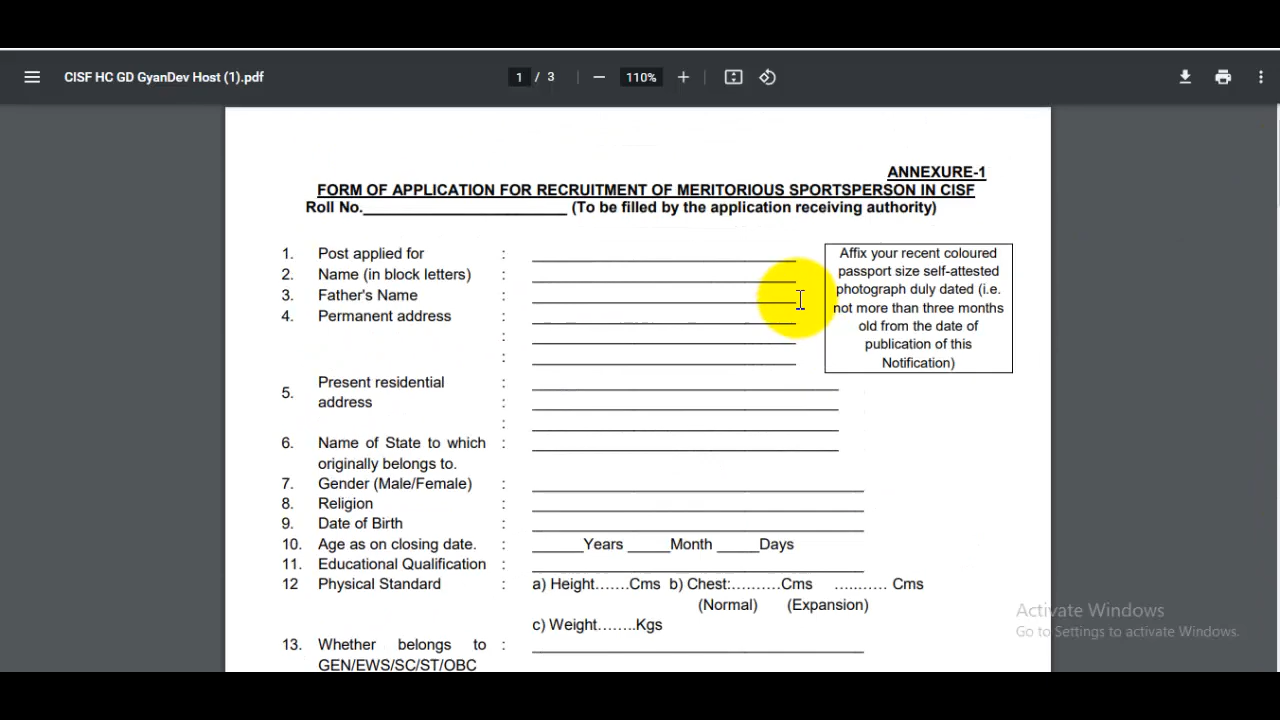 CISF HC GD GyanDev Host (1).pdf
1 / 3
110%
ANNEXURE-1
FORM OF APPLICATION FOR RECRUITMENT OF MERITORIOUS SPORTSPERSON IN CISF
Roll No.________________________ (To be filled by the application receiving authority)
1. Post applied for :
2. Name (in block letters) :
3. Father's Name :
4. Permanent address :
:
:
Affix your recent coloured
passport size self-attested
photograph duly dated (i.e.
not more than three months
old from the date of
publication of this
Notification)
5. Present residential :
address :
:
6. Name of State to which :
originally belongs to.
7. Gender (Male/Female) :
8. Religion :
9. Date of Birth :
10. Age as on closing date. : ______Years _____Month _____Days
11. Educational Qualification :
12 Physical Standard : a) Height…….Cms b) Chest:……….Cms ………… Cms
(Normal) (Expansion)
c) Weight……..Kgs
13. Whether belongs to :
GEN/EWS/SC/ST/OBC
Activate Windows
Go to Settings to activate Windows.